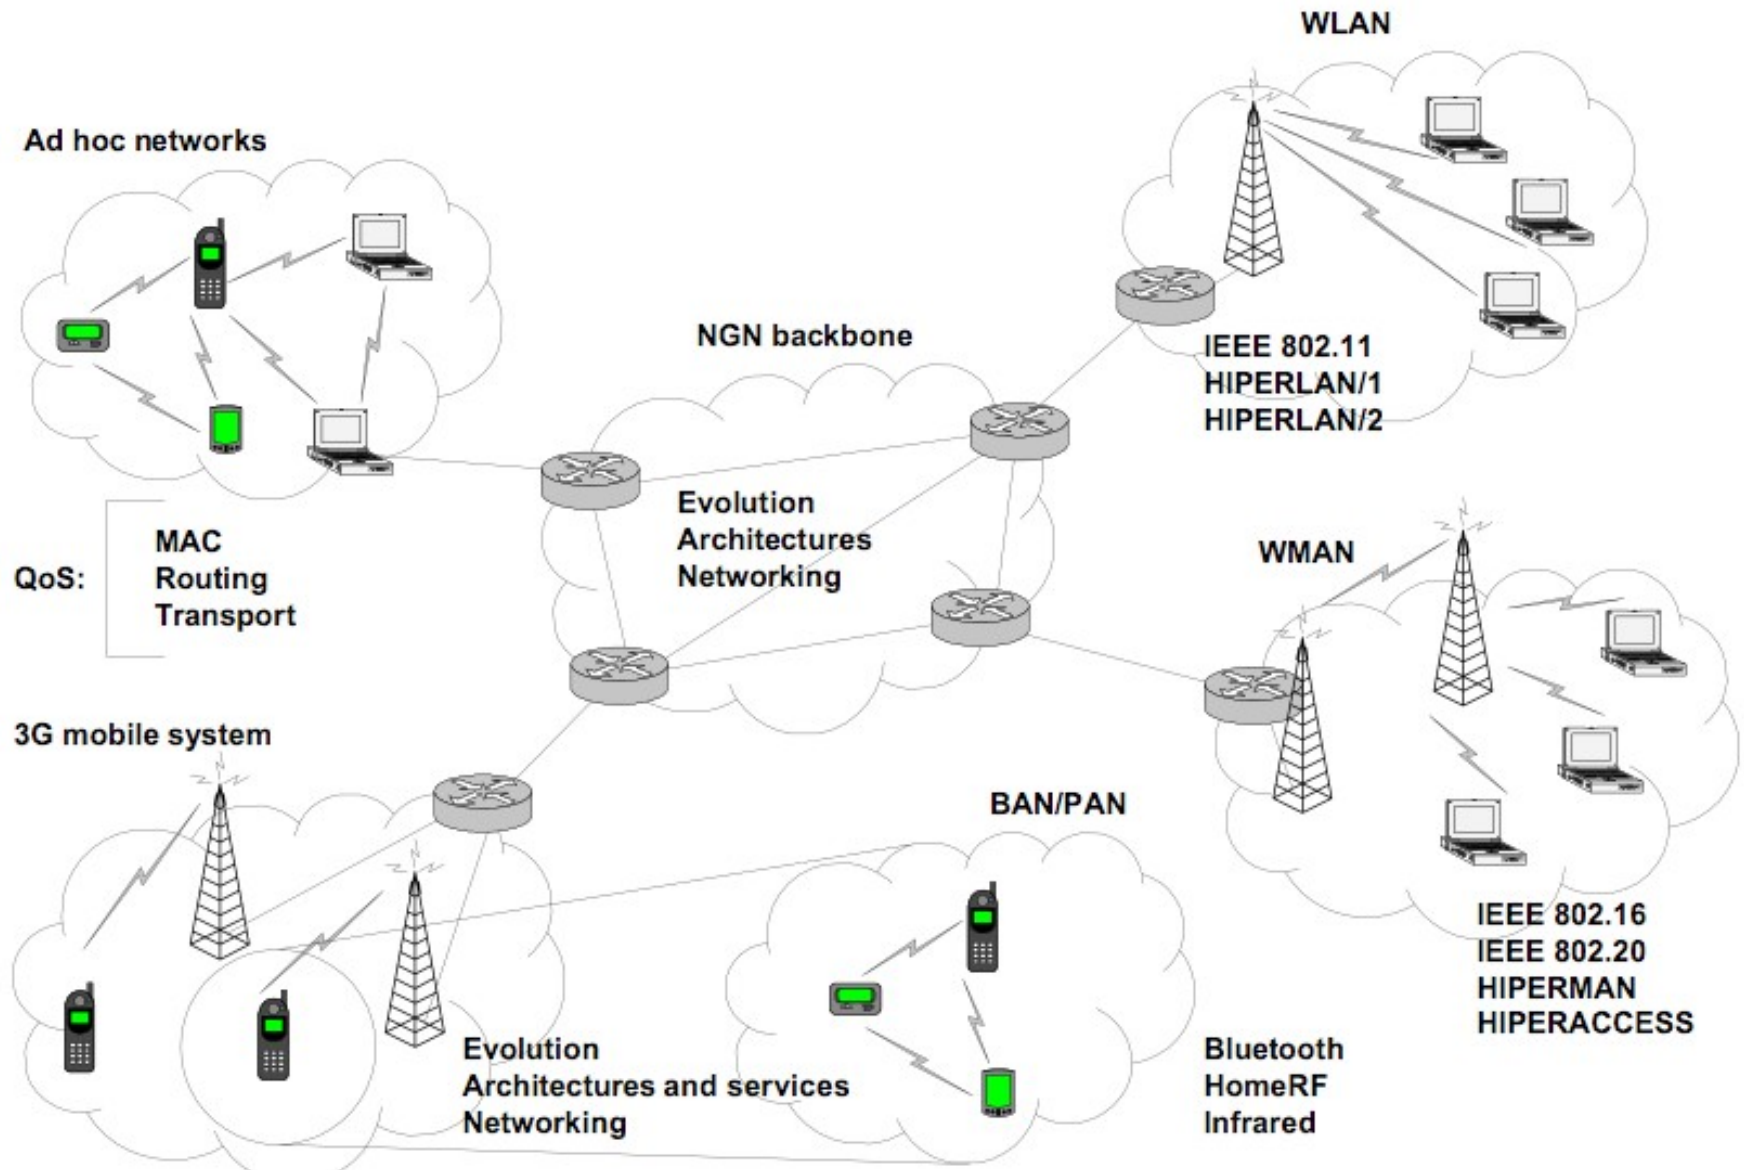 WLAN
Ad hoc networks
NGN backbone
IEEE 802.11
HIPERLAN/1
HIPERLAN/2
Evolution
Architectures
Networking
QoS:
MAC
Routing
Transport
WMAN
3G mobile system
BAN/PAN
IEEE 802.16
IEEE 802.20
HIPERMAN
HIPERACCESS
Evolution
Architectures and services
Networking
Bluetooth
HomeRF
Infrared